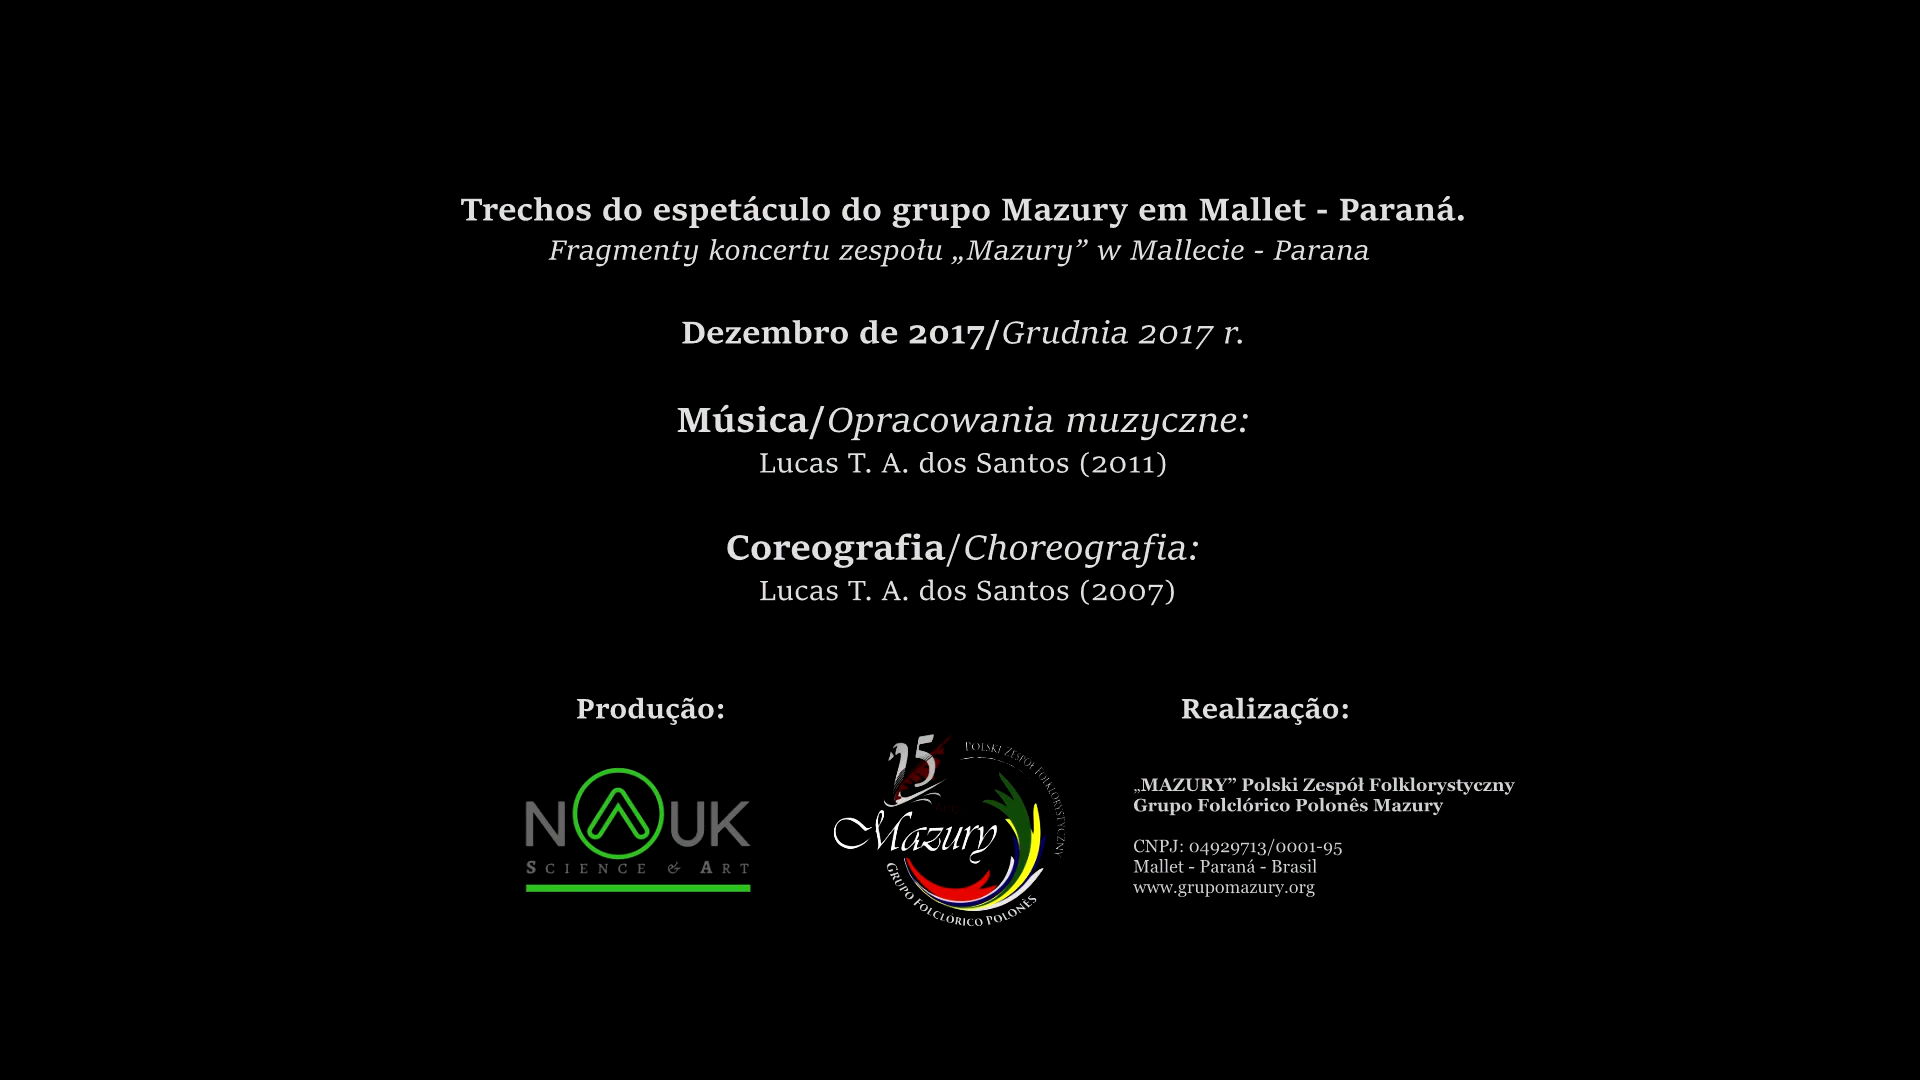 Trechos do espetáculo do grupo Mazury em Mallet - Paraná.
Fragmenty koncertu zespołu „Mazury” w Mallecie - Parana
Dezembro de 2017/Grudnia 2017 r.
Música/Opracowania muzyczne:
Lucas T. A. dos Santos (2011)
Coreografia/Choreografia:
Lucas T. A. dos Santos (2007)
Produção:
NAUK
SCIENCE & ART
15
POLSKI ZESPÓŁ FOLKLORYSTYCZNY
Mazury
GRUPO FOLCLÓRICO POLONÊS
Realização:
„MAZURY” Polski Zespół Folklorystyczny
Grupo Folclórico Polonês Mazury
CNPJ: 04929713/0001-95
Mallet - Paraná - Brasil
www.grupomazury.org